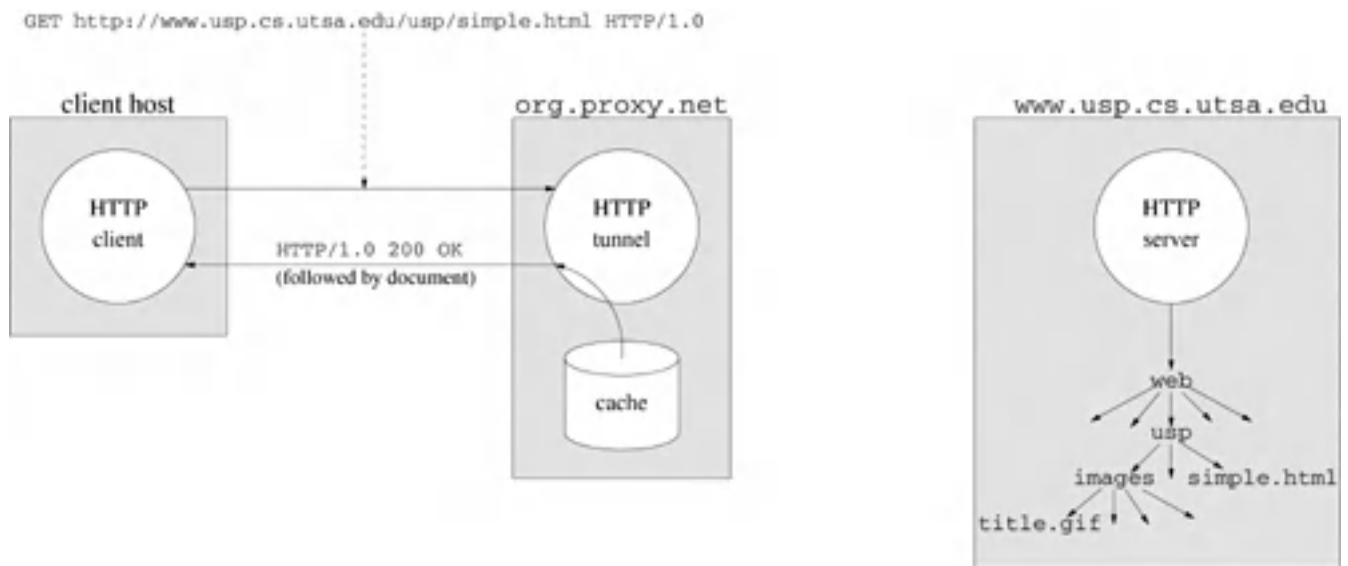 GET http://www.usp.cs.utsa.edu/usp/simple.html HTTP/1.0
client host
org.proxy.net
www.usp.cs.utsa.edu
HTTP
client
HTTP/1.0 200 OK
(followed by document)
HTTP
tunnel
cache
HTTP
server
web
usp
images
simple.html
title.gif